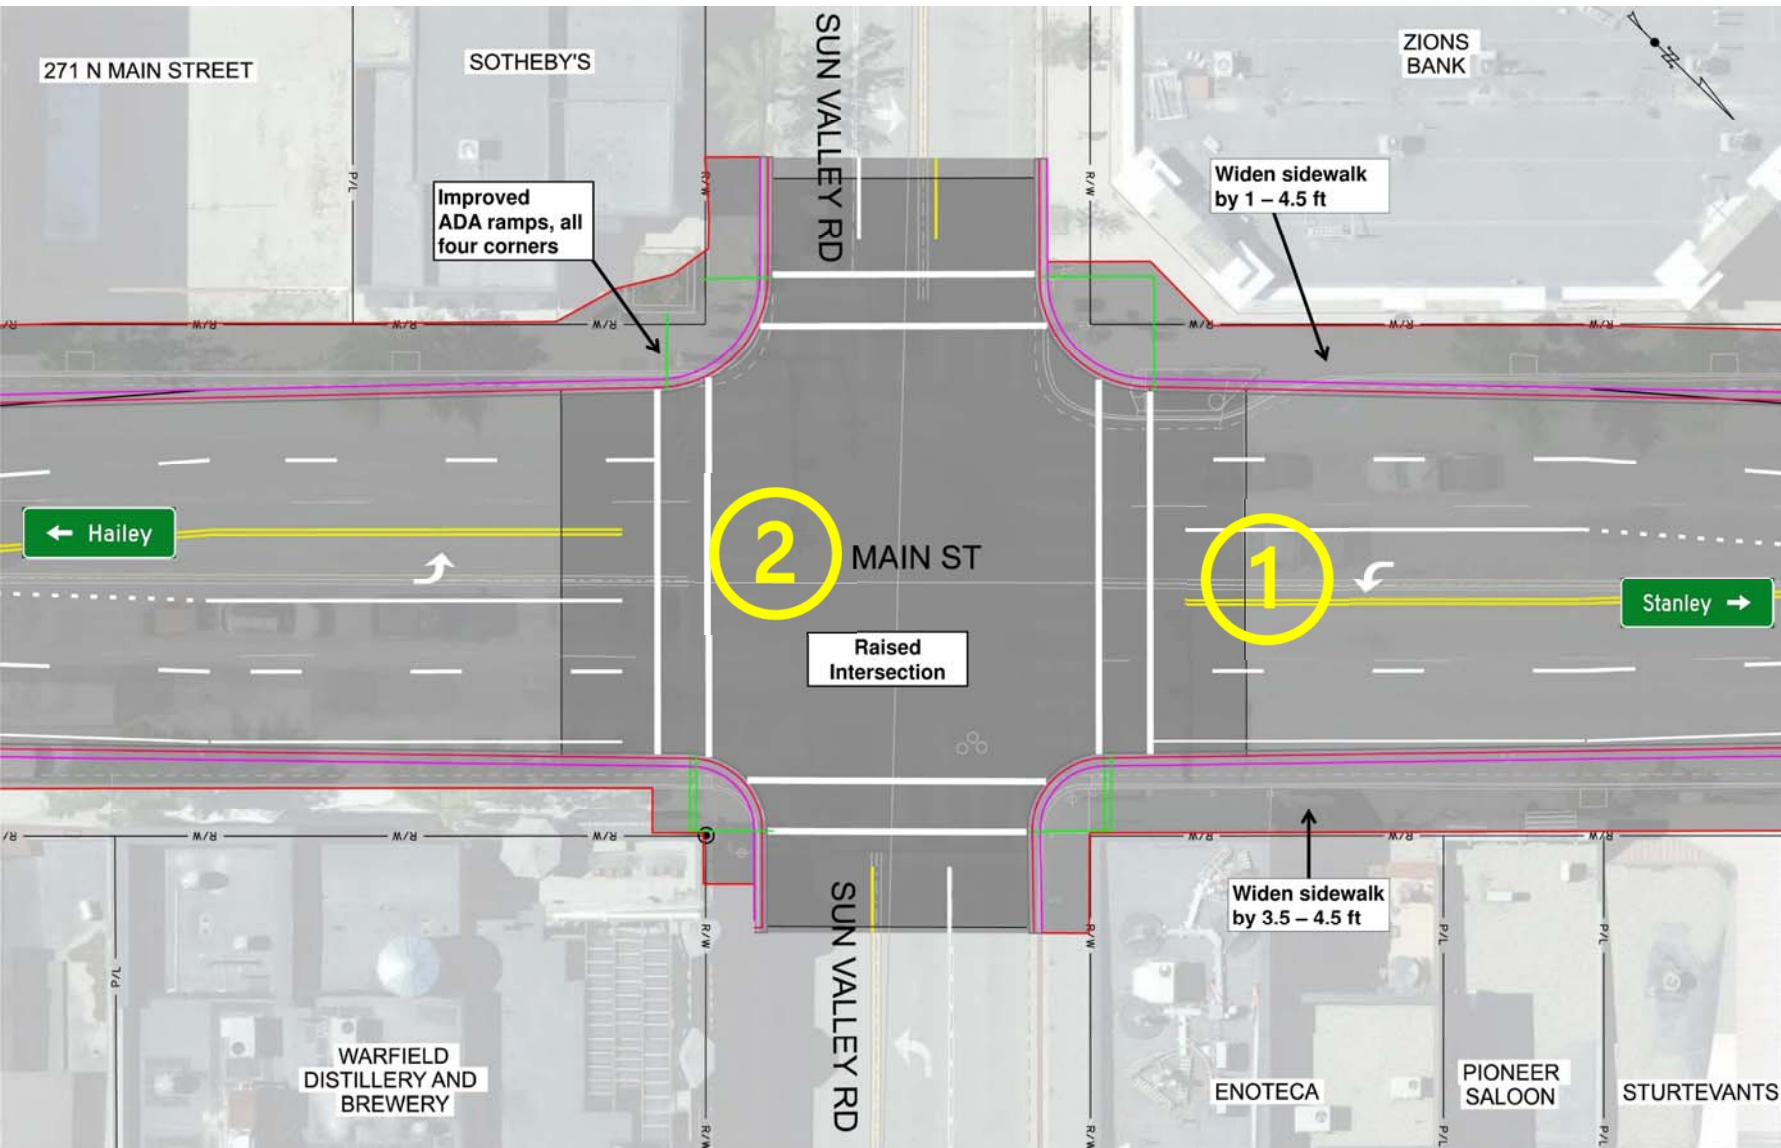 271 N MAIN STREET
SOTHEBY'S
SUN VALLEY RD
ZIONS
BANK
N
P/L
R/W
R/W
Improved
ADA ramps, all
four corners
Widen sidewalk
by 1 – 4.5 ft
R/W
R/W
R/W
R/W
R/W
R/W
← Hailey
2
MAIN ST
1
Stanley →
Raised
Intersection
R/W
R/W
R/W
R/W
R/W
R/W
Widen sidewalk
by 3.5 – 4.5 ft
SUN VALLEY RD
R/W
R/W
P/L
P/L
P/L
WARFIELD
DISTILLERY AND
BREWERY
ENOTECA
PIONEER
SALOON
STURTEVANTS
R/W
R/W
P/L
P/L